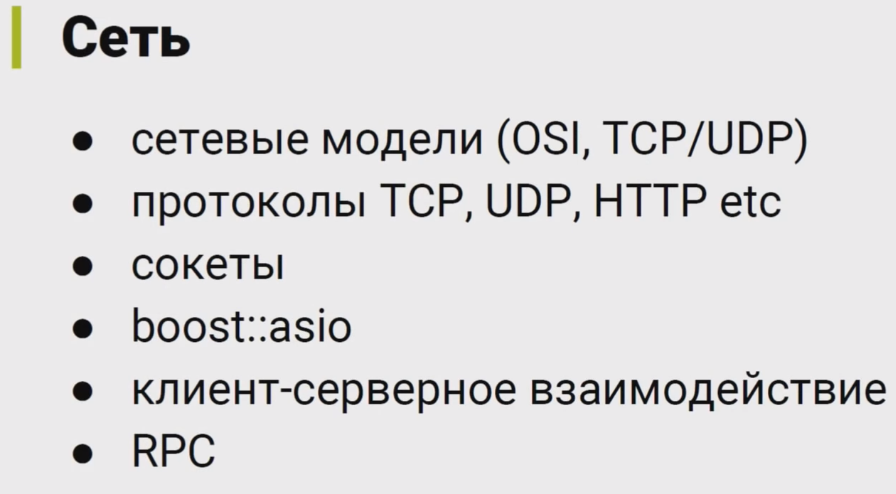 Сеть
● сетевые модели (OSI, TCP/UDP)
● протоколы TCP, UDP, HTTP etc
● сокеты
● boost::asio
● клиент-серверное взаимодействие
● RPC